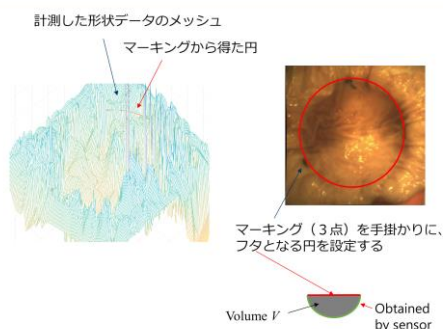 計測した形状データのメッシュ
マーキングから得た円
マーキング（３点）を手掛かりに、
フタとなる円を設定する
Volume V
Obtained
by sensor